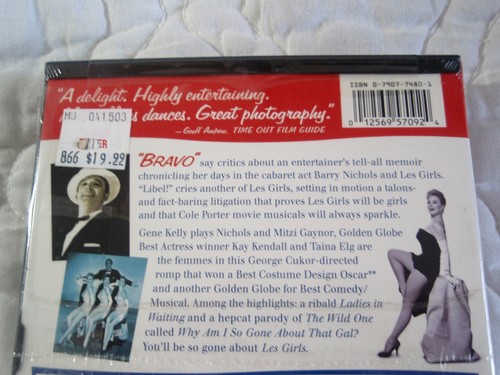 "A delight. Highly entertaining.
dances. Great photography."
— Geoff Andrew, TIME OUT FILM GUIDE
ISBN 0-7907-7480-1
0 12569 57092 4
MU 041503
866 $19.99
"BRAVO" say critics about an entertainer's tell-all memoir
chronicling her days in the cabaret act Barry Nichols and Les Girls.
"Libel!" cries another of Les Girls, setting in motion a talons-
and fact-baring litigation that proves Les Girls will be girls
and that Cole Porter movie musicals will always sparkle.
Gene Kelly plays Nichols and Mitzi Gaynor, Golden Globe
Best Actress winner Kay Kendall and Taina Elg are
the femmes in this George Cukor-directed
romp that won a Best Costume Design Oscar®*
and another Golden Globe for Best Comedy/
Musical. Among the highlights: a ribald Ladies in
Waiting and a hepcat parody of The Wild One
called Why Am I So Gone About That Gal?
You'll be so gone about Les Girls.